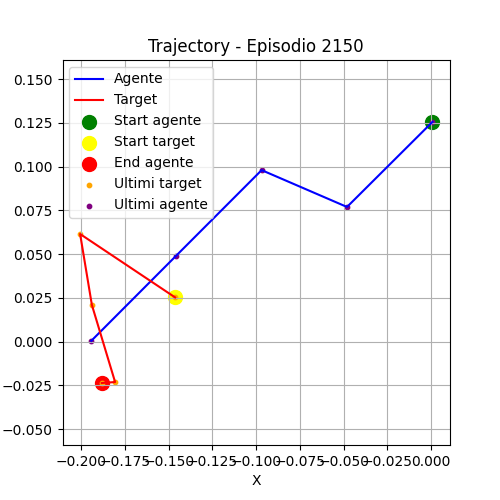 Trajectory - Episodio 2150
Agente
Target
Start agente
Start target
End agente
Ultimi target
Ultimi agente
0.150
0.125
0.100
0.075
0.050
0.025
0.000
−0.025
−0.050
−0.200 −0.175 −0.150 −0.125 −0.100 −0.075 −0.050 −0.025 0.000
X